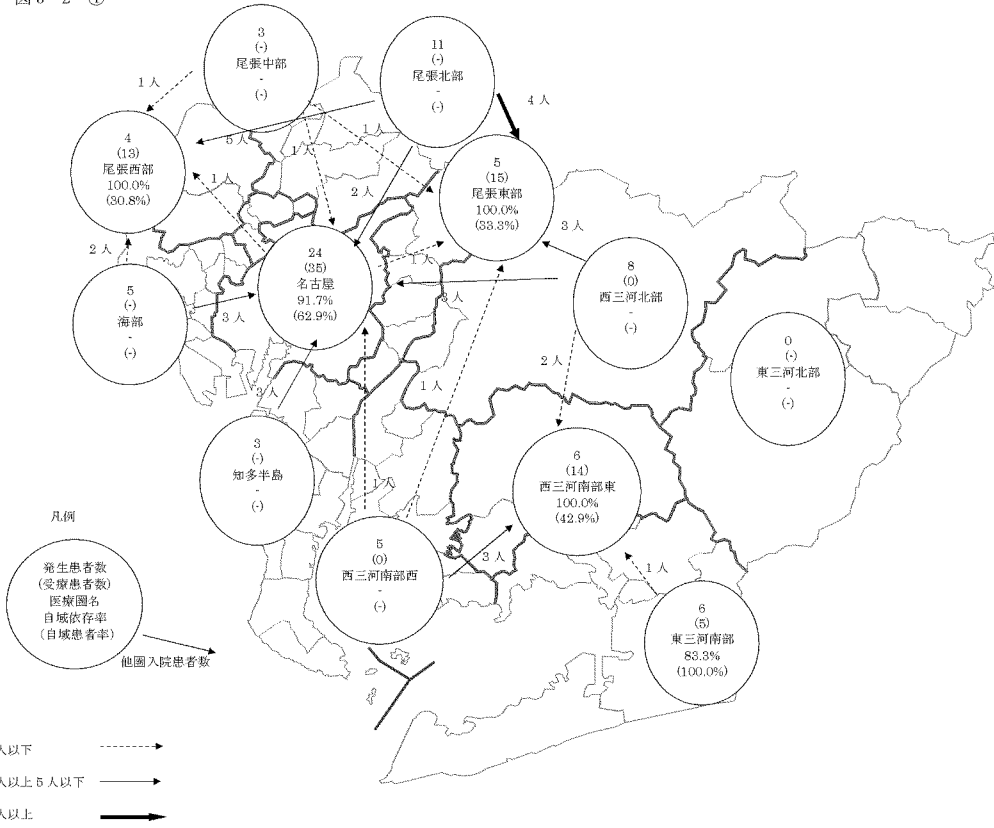 3
(-)
尾張中部
-
(-)
11
(-)
尾張北部
-
(-)
1人
4人
4
(13)
尾張西部
100.0%
(30.8%)
5人
1人
1人
5
(15)
尾張東部
100.0%
(33.3%)
1人
2人
3人
2人
24
(35)
名古屋
91.7%
(62.9%)
8
(0)
西三河北部
-
(-)
5
(-)
海部
-
(-)
3人
0
(-)
東三河北部
-
(-)
2人
1人
3人
3
(-)
知多半島
-
(-)
6
(14)
西三河南部東
100.0%
(42.9%)
1人
凡例
発生患者数
(受療患者数)
医療圏名
自域依存率
(自域患者率)
他圏入院患者数
5
(0)
西三河南部西
-
(-)
3人
1人
6
(5)
東三河南部
83.3%
(100.0%)
人以下
人以上5人以下
人以上